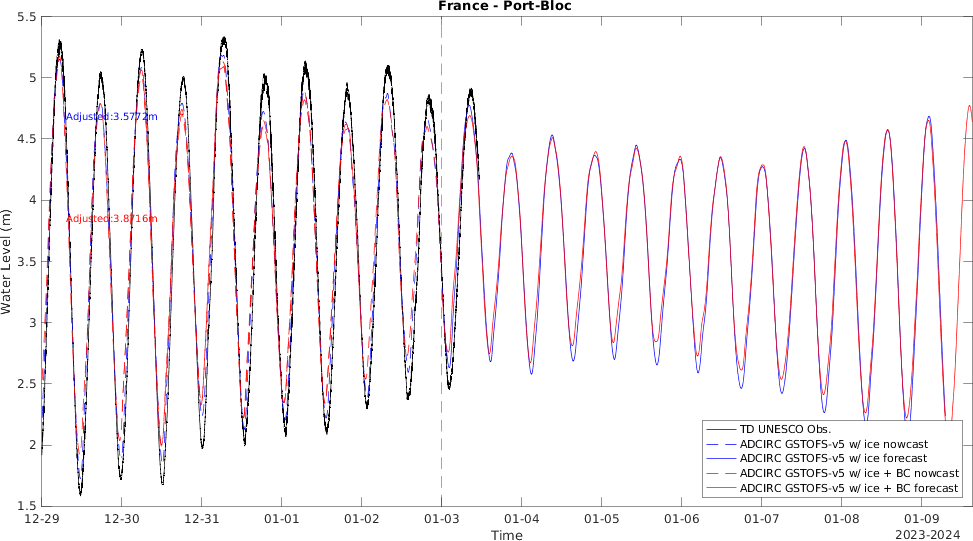 France - Port-Bloc
5.5
5
4.5
4
3.5
3
2.5
2
1.5
Water Level (m)
Adjusted:3.5772m
Adjusted:3.8716m
TD UNESCO Obs.
ADCIRC GSTOFS-v5 w/ ice nowcast
ADCIRC GSTOFS-v5 w/ ice forecast
ADCIRC GSTOFS-v5 w/ ice + BC nowcast
ADCIRC GSTOFS-v5 w/ ice + BC forecast
12-29 12-30 12-31 01-01 01-02 01-03 01-04 01-05 01-06 01-07 01-08 01-09
Time
2023-2024